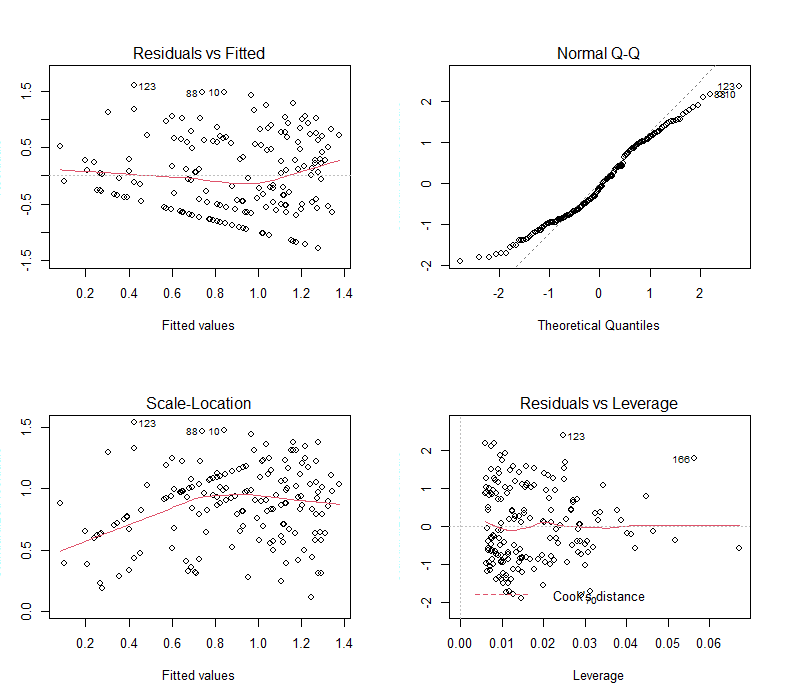 Residuals vs Fitted
1.5
0.5
-0.5
-1.5
123
88
10
0.2 0.4 0.6 0.8 1.0 1.2 1.4
Fitted values
Normal Q-Q
2
1
0
-1
-2
123
-2 -1 0 1 2
Theoretical Quantiles
Scale-Location
1.5
1.0
0.5
0.0
123
88
10
0.2 0.4 0.6 0.8 1.0 1.2 1.4
Fitted values
Residuals vs Leverage
2
1
0
-1
-2
123
166
Cook's distance
0.00 0.01 0.02 0.03 0.04 0.05 0.06
Leverage